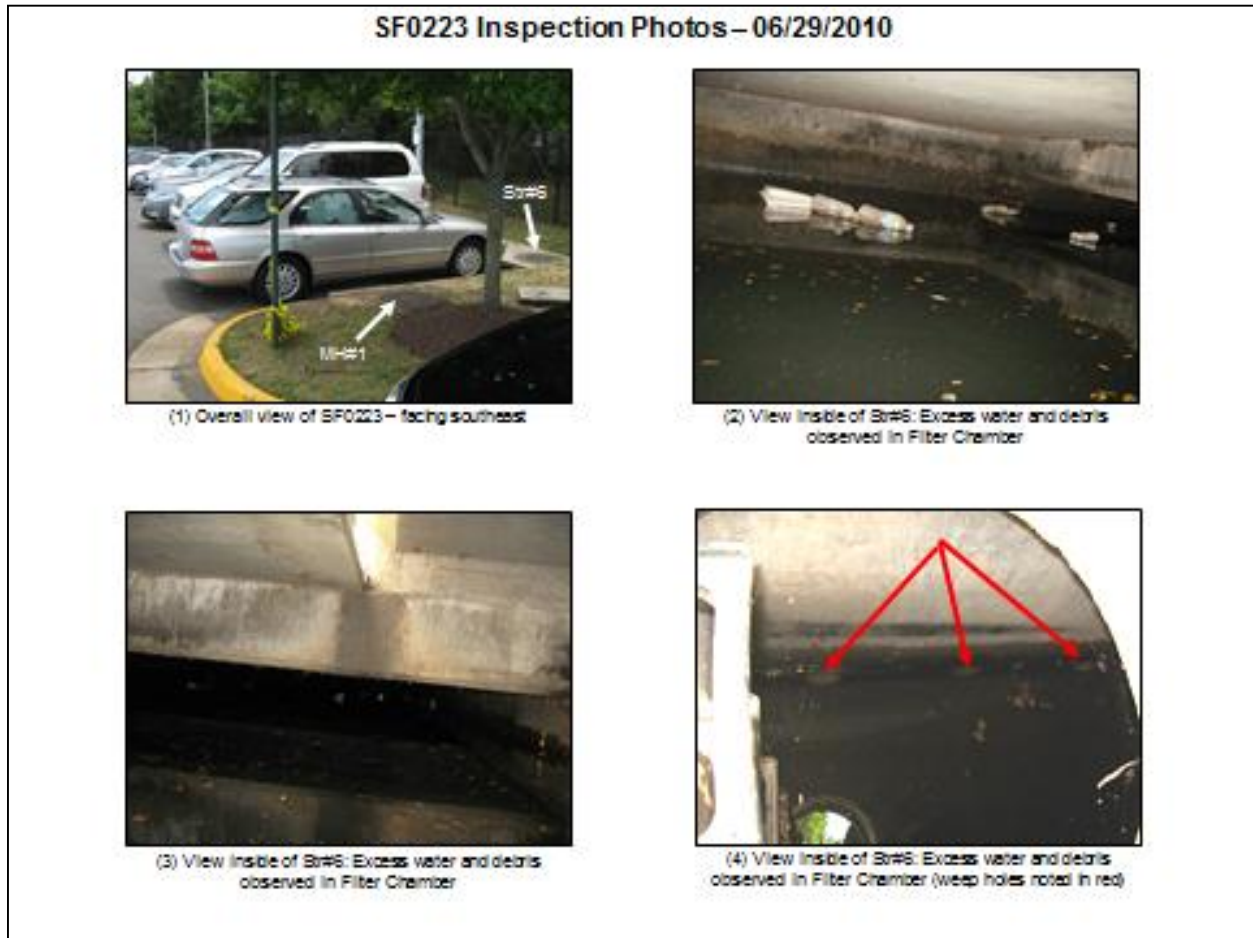 SF0223 Inspection Photos – 06/29/2010
Str#6
MH#1
(1) Overall view of SF0223 – facing southeast
(2) View Inside of Str#6: Excess water and debris
observed in Filter Chamber
(3) View Inside of Str#6: Excess water and debris
observed in Filter Chamber
(4) View Inside of Str#6: Excess water and debris
observed in Filter Chamber (weep holes noted in red)